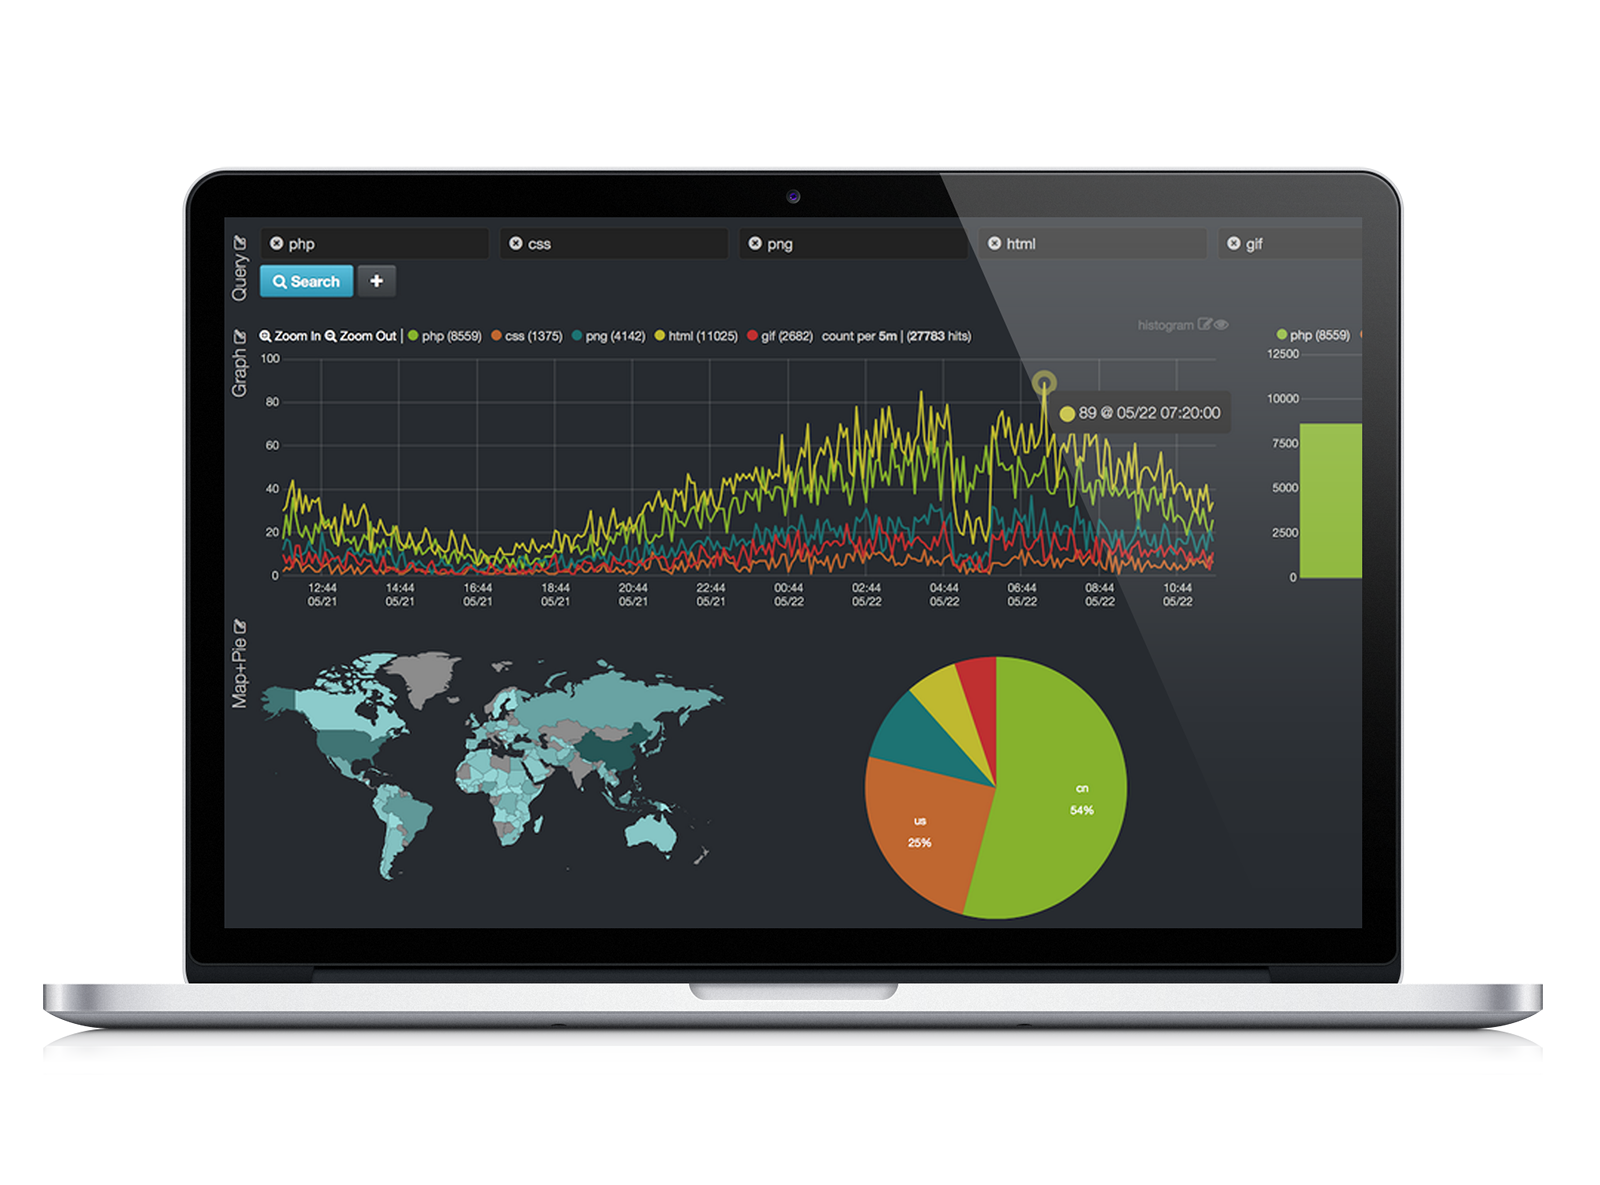 Query
php
css
png
html
gif
Search
Graph
Zoom In Zoom Out | php (8559) css (1375) png (4142) html (11025) gif (2682) count per 5m | (27783 hits)
histogram
php (8559)
100
80
60
40
20
0
89 @ 05/22 07:20:00
12:44 14:44 16:44 18:44 20:44 22:44 00:44 02:44 04:44 06:44 08:44 10:44
05/21 05/21 05/21 05/21 05/21 05/21 05/22 05/22 05/22 05/22 05/22 05/22
12500
10000
7500
5000
2500
0
Map+Pie
cn
54%
us
25%